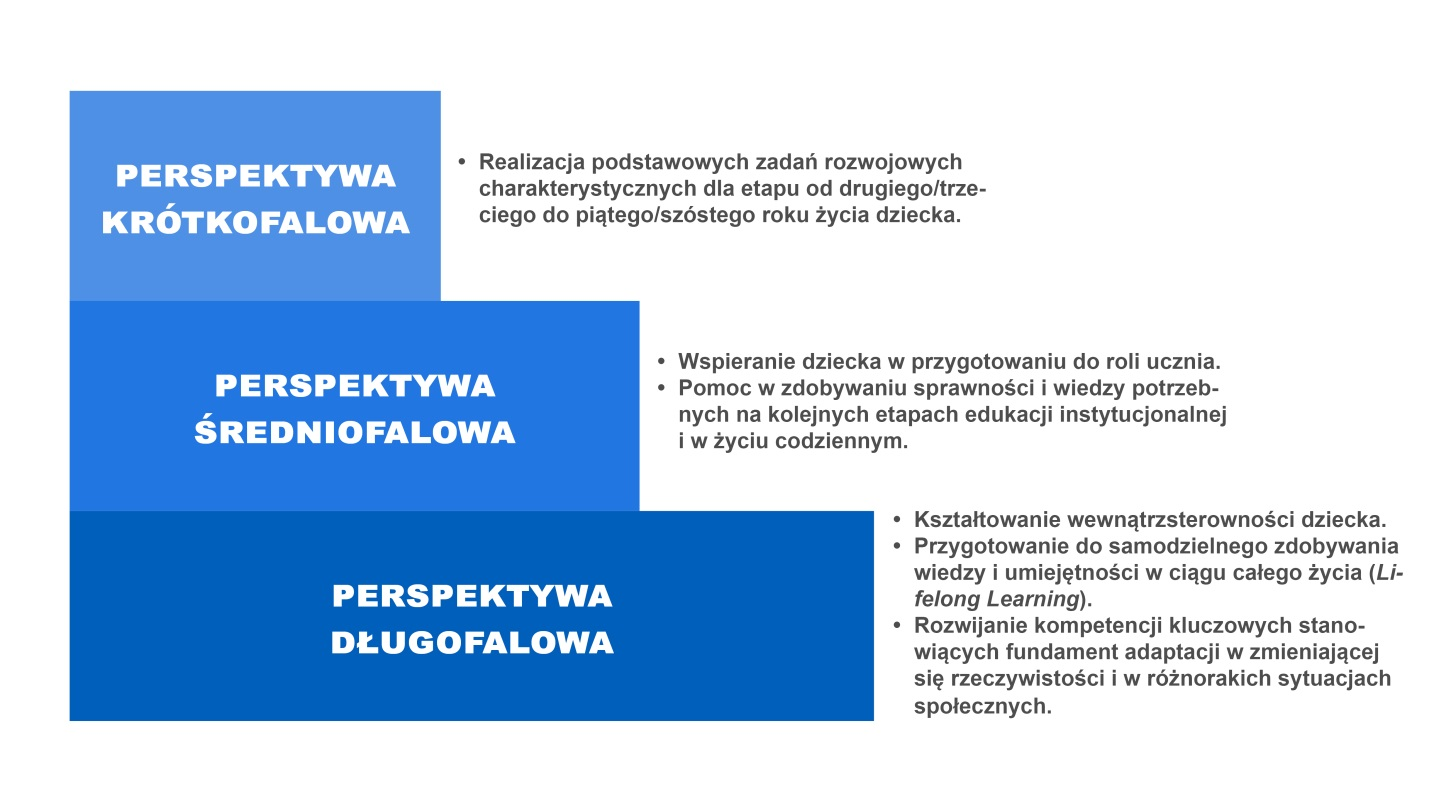 PERSPEKTYWA
KRÓTKOFALOWA
• Realizacja podstawowych zadań rozwojowych
charakterystycznych dla etapu od drugiego/trze-
ciego do piątego/szóstego roku życia dziecka.
PERSPEKTYWA
ŚREDNIOFALOWA
• Wspieranie dziecka w przygotowaniu do roli ucznia.
• Pomoc w zdobywaniu sprawności i wiedzy potrzeb-
nych na kolejnych etapach edukacji instytucjonalnej
i w życiu codziennym.
PERSPEKTYWA
DŁUGOFALOWA
• Kształtowanie wewnątrzsterowności dziecka.
• Przygotowanie do samodzielnego zdobywania
wiedzy i umiejętności w ciągu całego życia (Li-
felong Learning).
• Rozwijanie kompetencji kluczowych stano-
wiących fundament adaptacji w zmieniającej
się rzeczywistości i w różnorakich sytuacjach
społecznych.